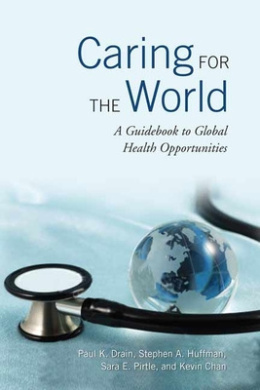 Caring FOR
THE World
A Guidebook to Global
Health Opportunities
Paul K. Drain, Stephen A. Huffman,
Sara E. Pirtle, and Kevin Chan